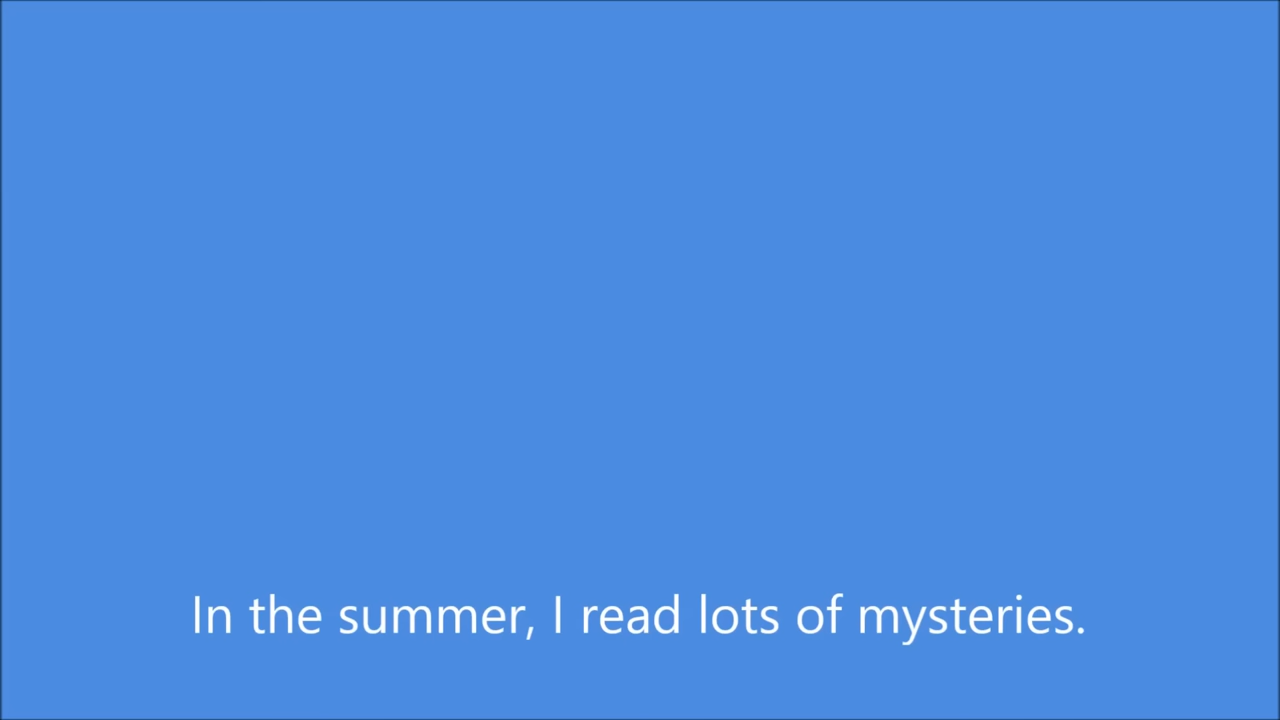 In the summer, I read lots of mysteries.